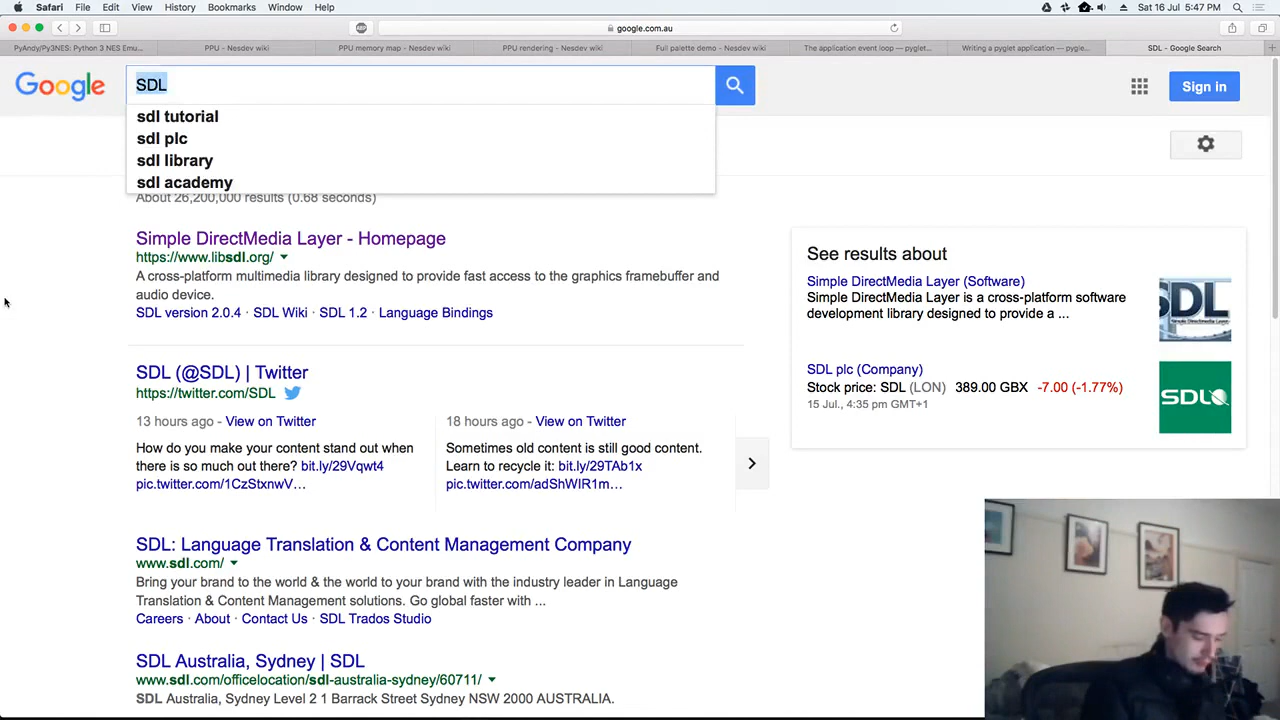 Safari File Edit View History Bookmarks Window Help Sat 16 Jul 5:47 PM
google.com.au
PyAndy/Py3NES: Python 3 NES Emu... PPU - Nesdev wiki PPU memory map - Nesdev wiki PPU rendering - Nesdev wiki Full palette demo - Nesdev wiki The application event loop — pyglet... Writing a pyglet application — pygle... SDL - Google Search
Google SDL Sign in
sdl tutorial
sdl plc
sdl library
sdl academy
About 26,200,000 results (0.68 seconds)
Simple DirectMedia Layer - Homepage
https://www.libsdl.org/
A cross-platform multimedia library designed to provide fast access to the graphics framebuffer and
audio device.
SDL version 2.0.4 · SDL Wiki · SDL 1.2 · Language Bindings
SDL (@SDL) | Twitter
https://twitter.com/SDL
13 hours ago - View on Twitter
How do you make your content stand out when
there is so much out there? bit.ly/29Vqwt4
pic.twitter.com/1CzStxnwV…
18 hours ago - View on Twitter
Sometimes old content is still good content.
Learn to recycle it: bit.ly/29TAb1x
pic.twitter.com/adShWIR1m…
SDL: Language Translation & Content Management Company
www.sdl.com/
Bring your brand to the world & the world to your brand with the industry leader in Language
Translation & Content Management solutions. Go global faster with ...
Careers · About · Contact Us · SDL Trados Studio
SDL Australia, Sydney | SDL
www.sdl.com/officelocation/sdl-australia-sydney/60711/
SDL Australia, Sydney Level 2 1 Barrack Street Sydney NSW 2000 AUSTRALIA.
See results about
Simple DirectMedia Layer (Software)
Simple DirectMedia Layer is a cross-platform software
development library designed to provide a ...
SDL
Simple DirectMedia Layer
SDL plc (Company)
Stock price: SDL (LON) 389.00 GBX -7.00 (-1.77%)
15 Jul., 4:35 pm GMT+1
SDL